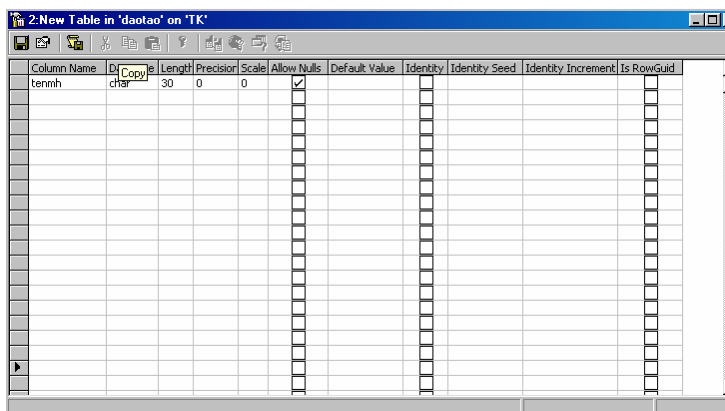 2:New Table in 'daotao' on 'TK'
Column Name Length Precision Scale Allow Nulls Default Value Identity Identity Seed Identity Increment Is RowGuid
Copy
tenmh char 30 0 0